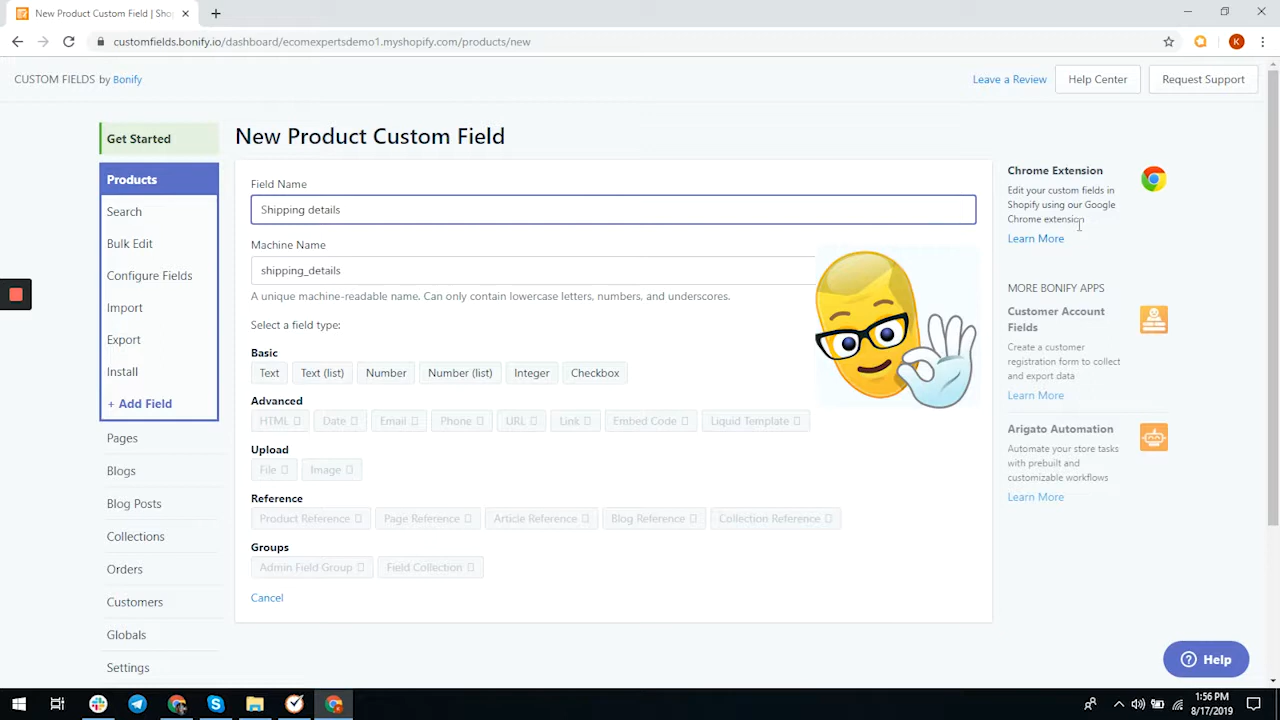 New Product Custom Field | Sho
customfields.bonify.io/dashboard/ecomexpertsdemo1.myshopify.com/products/new
K
CUSTOM FIELDS by Bonify
Leave a Review
Help Center
Request Support
Get Started
Products
Search
Bulk Edit
Configure Fields
Import
Export
Install
+ Add Field
Pages
Blogs
Blog Posts
Collections
Orders
Customers
Globals
Settings
New Product Custom Field
Field Name
Shipping details
Machine Name
shipping_details
A unique machine-readable name. Can only contain lowercase letters, numbers, and underscores.
Select a field type:
Basic
Text Text (list) Number Number (list) Integer Checkbox
Advanced
HTML Date Email Phone URL Link Embed Code Liquid Template
Upload
File Image
Reference
Product Reference Page Reference Article Reference Blog Reference Collection Reference
Groups
Admin Field Group Field Collection
Cancel
Chrome Extension
Edit your custom fields in
Shopify using our Google
Chrome extension
Learn More
MORE BONIFY APPS
Customer Account
Fields
Create a customer
registration form to collect
and export data
Learn More
Arigato Automation
Automate your store tasks
with prebuilt and
customizable workflows
Learn More
Help
1:56 PM
8/17/2019